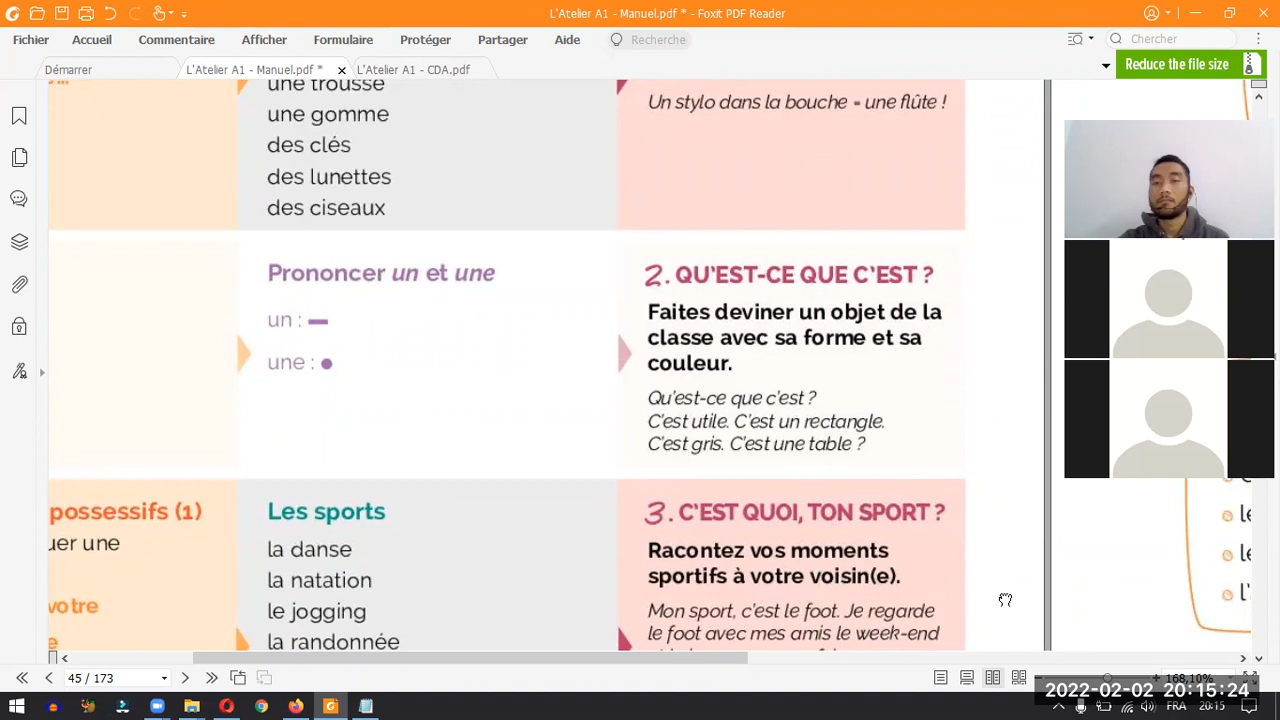 L'Atelier A1 - Manuel.pdf * - Foxit PDF Reader
Fichier Accueil Commentaire Afficher Formulaire Protéger Partager Aide Recherche Chercher
Démarrer L'Atelier A1 - Manuel.pdf * L'Atelier A1 - CDA.pdf Reduce the file size
une trousse
une gomme
des clés
des lunettes
des ciseaux
Un stylo dans la bouche = une flûte !
Prononcer un et une
un :
une :
2. QU'EST-CE QUE C'EST ?
Faites deviner un objet de la
classe avec sa forme et sa
couleur.
Qu'est-ce que c'est ?
C'est utile. C'est un rectangle.
C'est gris. C'est une table ?
possessifs (1)
uer une
votre
e
Les sports
la danse
la natation
le jogging
la randonnée
3. C'EST QUOI, TON SPORT ?
Racontez vos moments
sportifs à votre voisin(e).
Mon sport, c'est le foot. Je regarde
le foot avec mes amis le week-end
le
le
l'
45 / 173
168,10%
2022-02-02 20:15:24
FRA 20:15